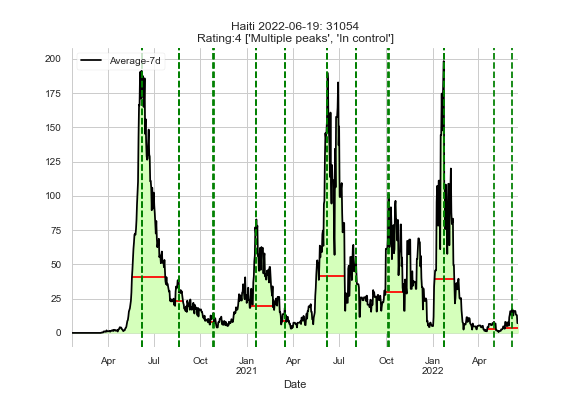 Haiti 2022-06-19: 31054
Rating:4 ['Multiple peaks', 'In control']
Average-7d
200
175
150
125
100
75
50
25
0
Apr
Jul
Oct
Jan
2021
Apr
Jul
Oct
Jan
2022
Apr
Date